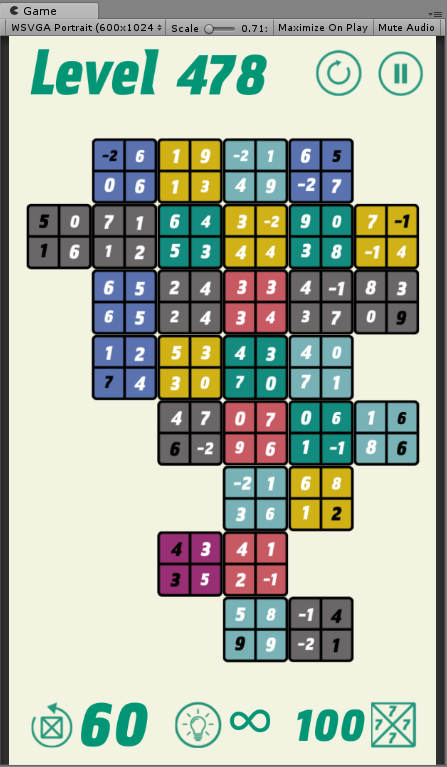 Game
WSVGA Portrait (600x1024 Scale 0.71: Maximize On Play Mute Audio
Level 478
-2 6 1 9 -2 1 6 5
0 6 1 3 4 9 -2 7
5 0 7 1 6 4 3 -2 9 0 7 -1
1 6 1 2 5 3 4 4 3 8 -1 4
6 5 2 4 3 3 4 -1 8 3
6 5 2 4 3 4 3 7 0 9
1 2 5 3 4 3 4 0
7 4 3 0 7 0 7 1
4 7 0 7 0 6 1 6
6 -2 9 6 1 -1 8 6
-2 1 6 8
3 6 1 2
4 3 4 1
3 5 2 -1
5 8 -1 4
9 9 -2 1
60 ∞ 100 7 7 7 7